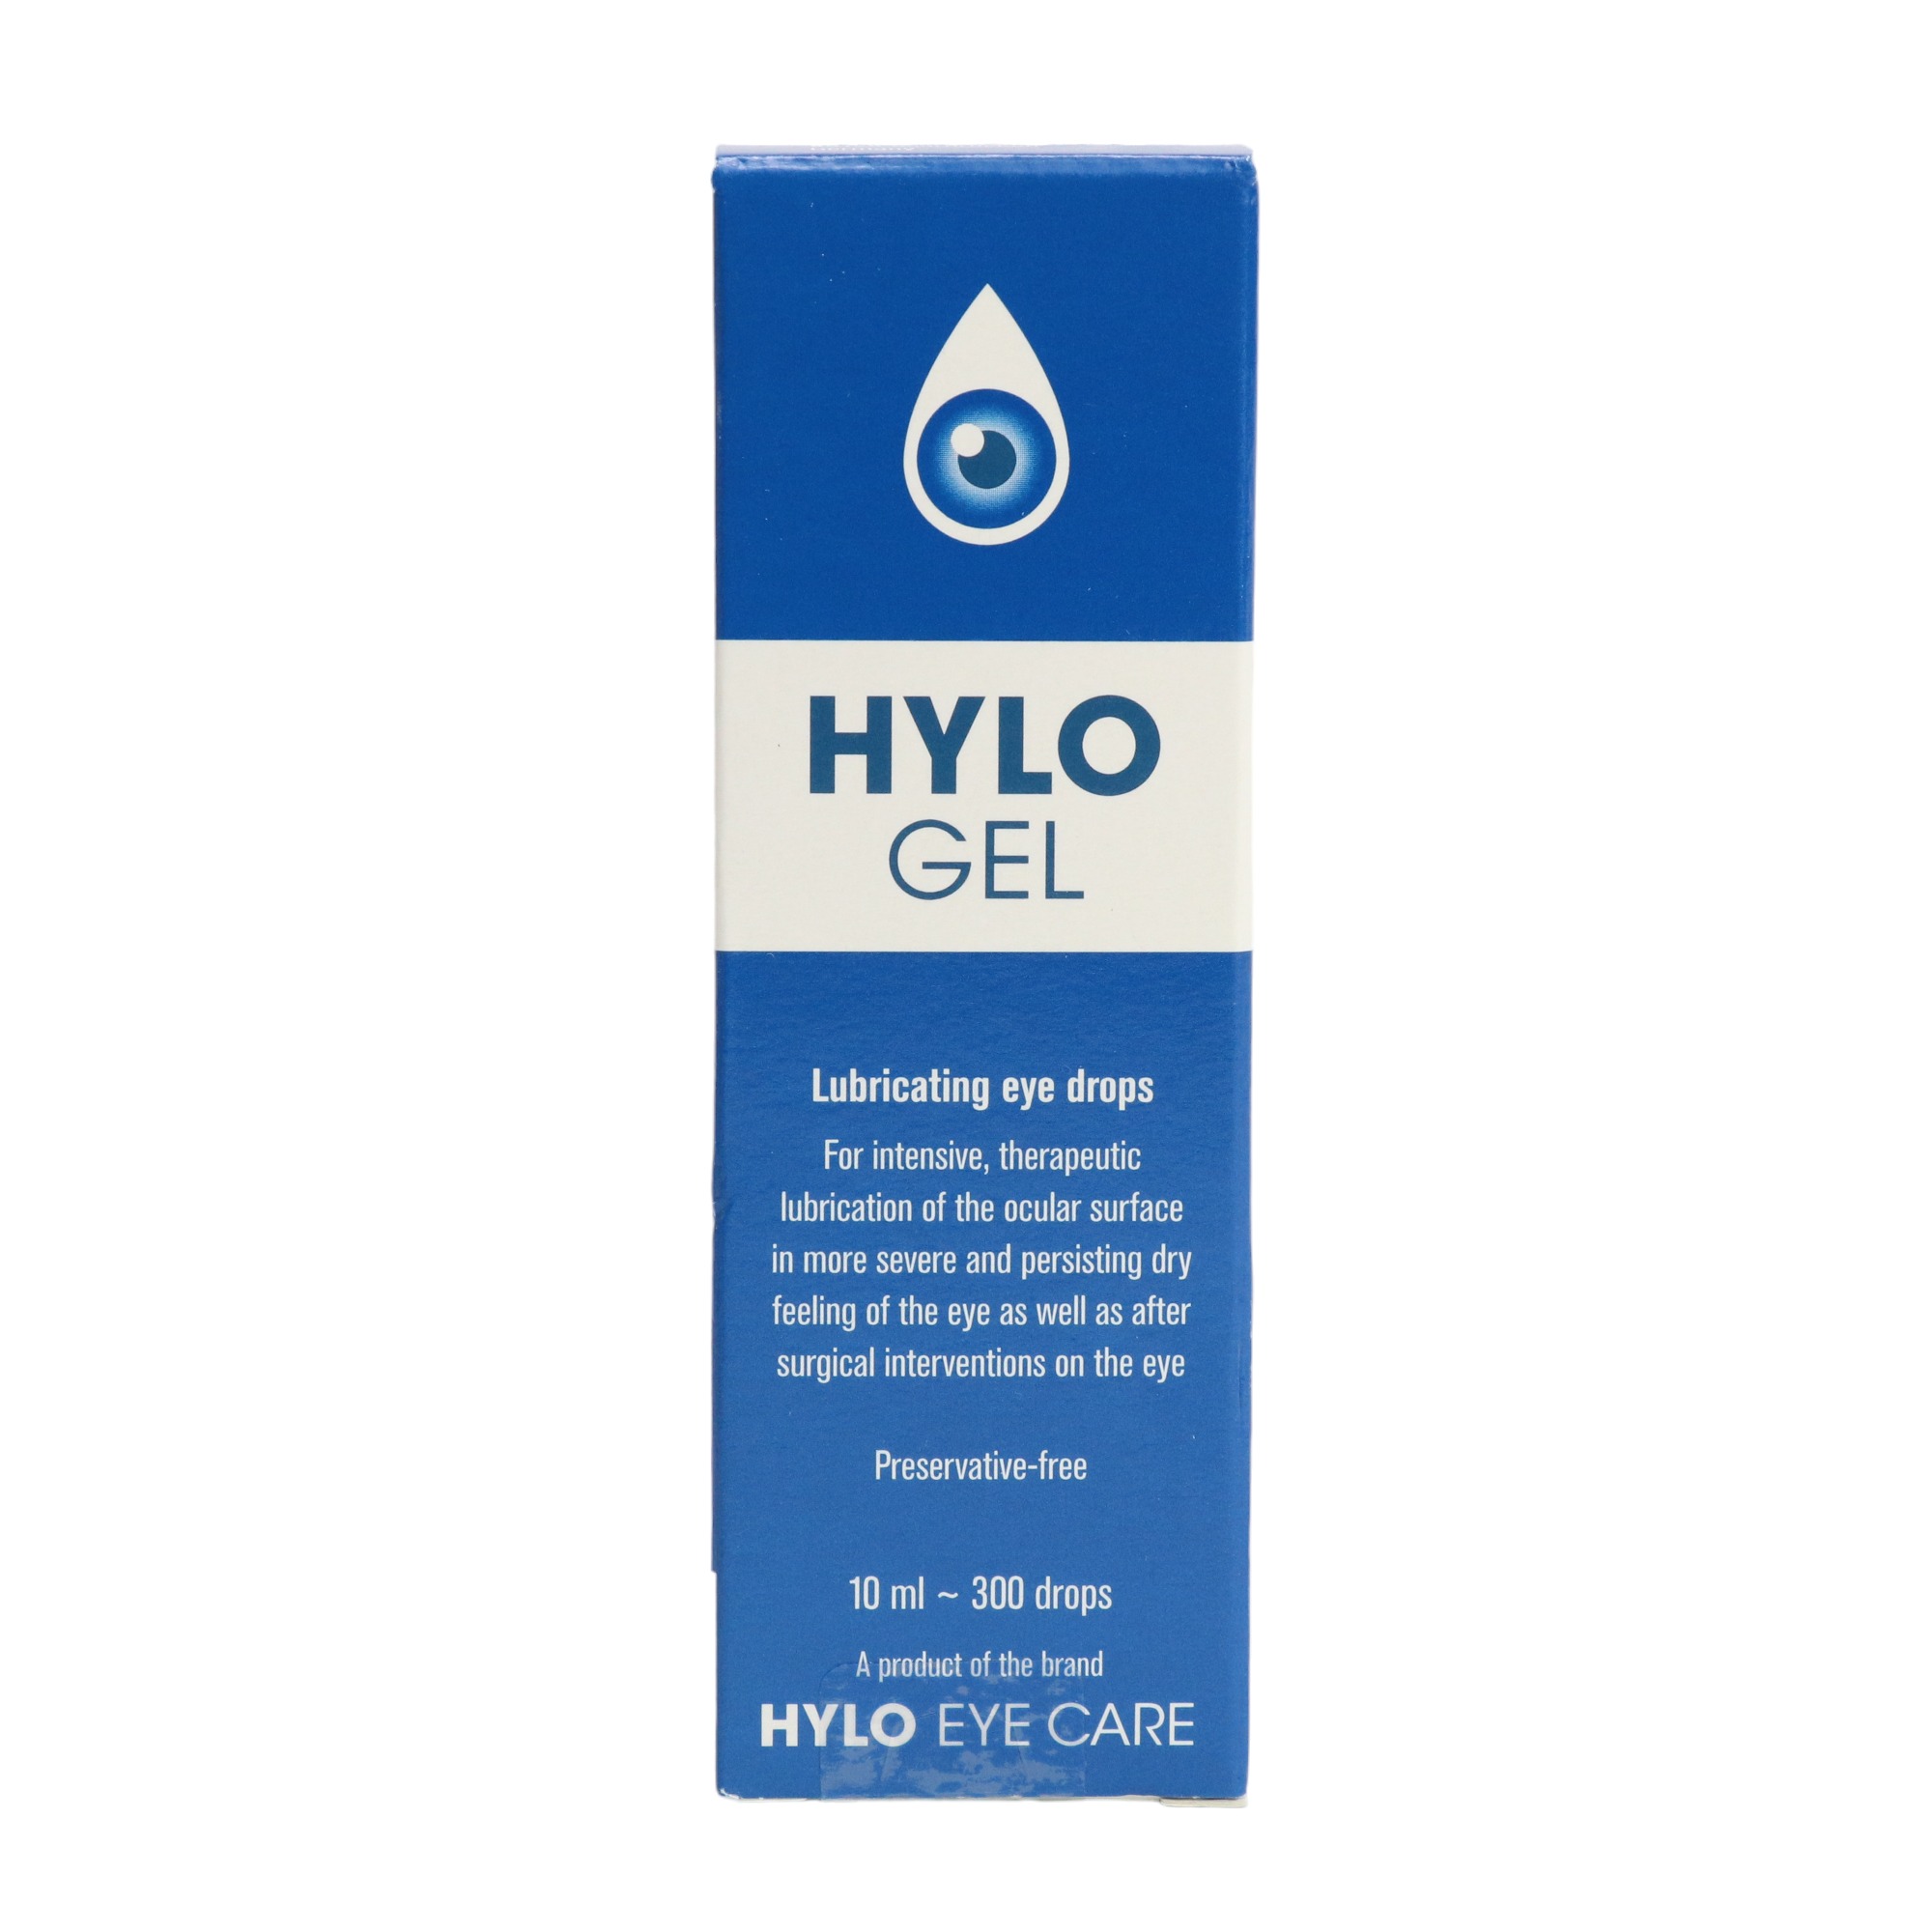 HYLO
GEL
Lubricating eye drops
For intensive, therapeutic
lubrication of the ocular surface
in more severe and persisting dry
feeling of the eye as well as after
surgical interventions on the eye
Preservative-free
10 ml ~ 300 drops
A product of the brand
HYLO EYE CARE